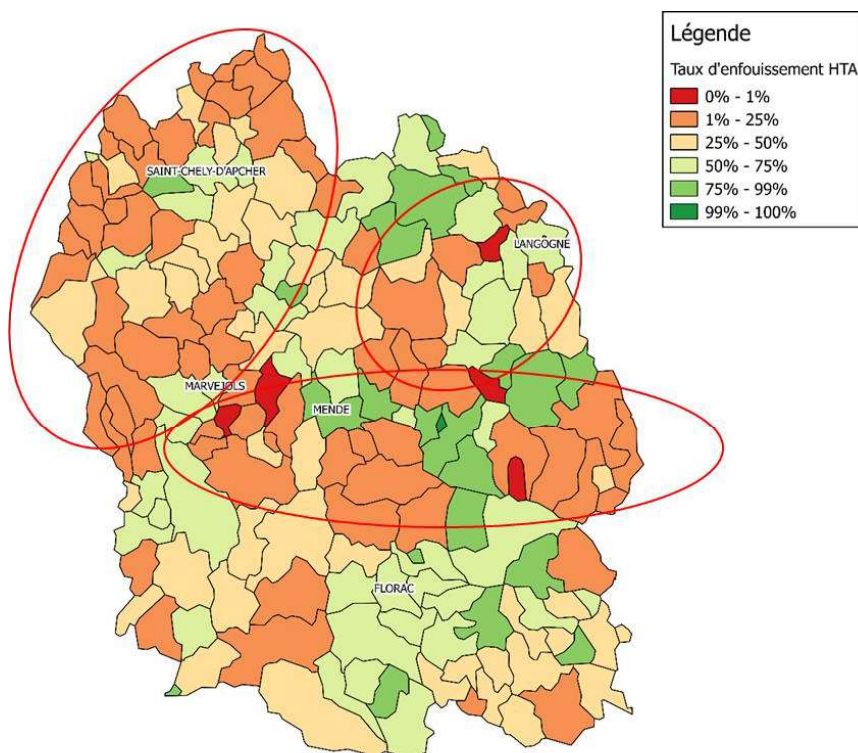 Légende
Taux d'enfouissement HTA
0% - 1%
1% - 25%
25% - 50%
50% - 75%
75% - 99%
99% - 100%
SAINT-CHELY-D'APCHER
LANGOGNE
MARVEJOLS
MENDE
FLORAC